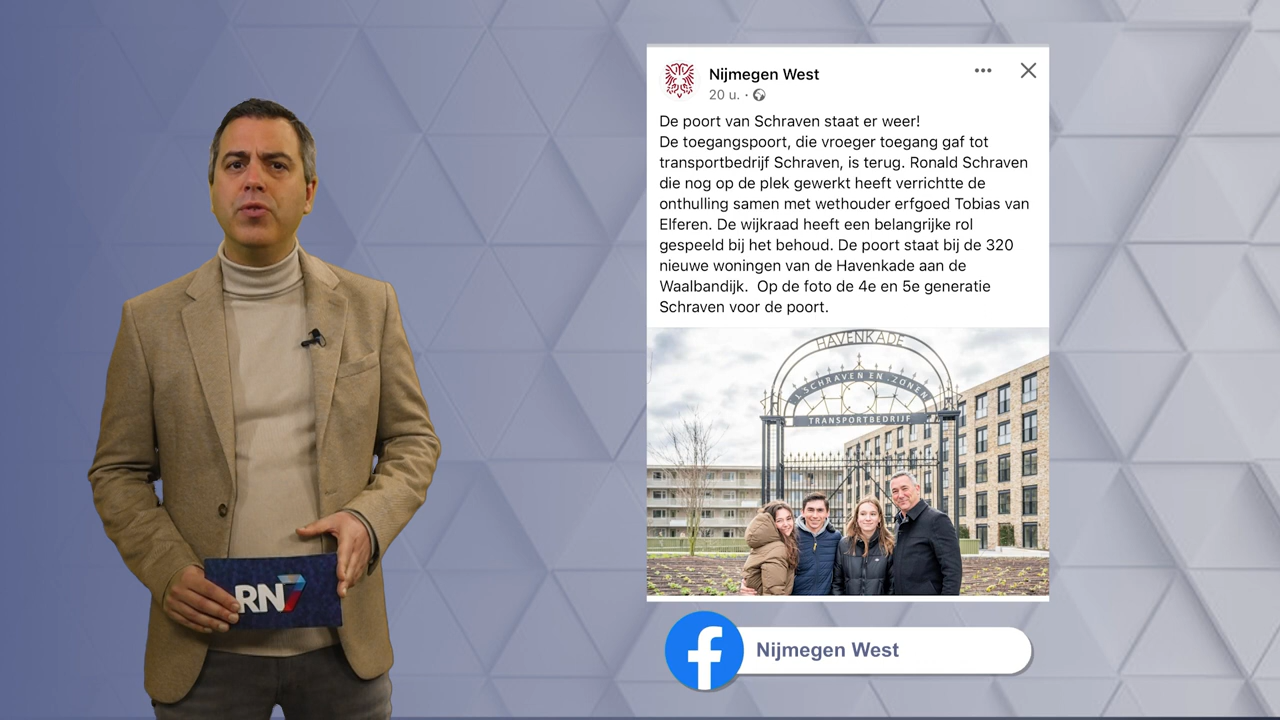 Nijmegen West
20 u. ·
De poort van Schraven staat er weer!
De toegangspoort, die vroeger toegang gaf tot
transportbedrijf Schraven, is terug. Ronald Schraven
die nog op de plek gewerkt heeft verrichtte de
onthulling samen met wethouder erfgoed Tobias van
Elferen. De wijkraad heeft een belangrijke rol
gespeeld bij het behoud. De poort staat bij de 320
nieuwe woningen van de Havenkade aan de
Waalbandijk.  Op de foto de 4e en 5e generatie
Schraven voor de poort.
HAVENKADE
SCHRAVEN EN ZONEN
TRANSPORTBEDRIJF
RN7
Nijmegen West